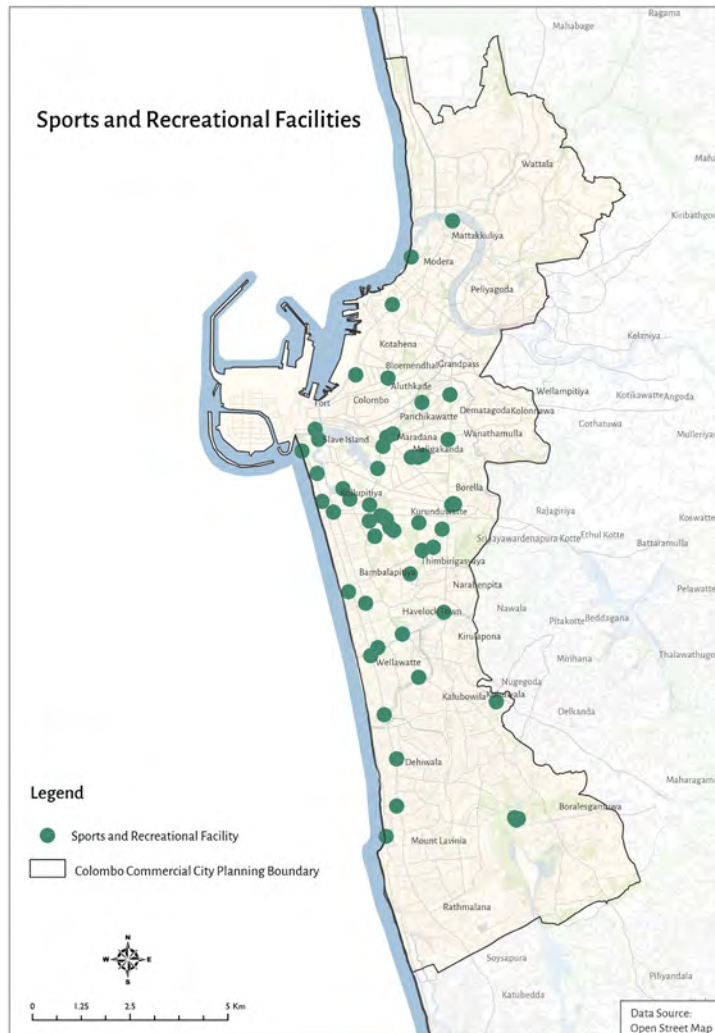 Ragama
Mahabage
Sports and Recreational Facilities
Wattala
Maha
Kiribathgod
Mattakkuliya
Modera
Peliyagoda
Kelaniya
Kotahena
Bloemendhal
Grandpass
Aluthkade
Wellampitiya
Fort
Colombo
Kotikawatte
Angoda
Panchikawatte
Dematagoda
Kolonnawa
Gothatuwa
Slave Island
Maradana
Wanathamulla
Mulleriya
Maligakanda
Borella
Kollupitiya
Kurunduwatte
Rajagiriya
Koswatte
Sri Jayawardenapura Kotte
Ethul Kotte
Battaramulla
Thimbirigasyaya
Bambalapitiya
Narahenpita
Pelawatte
Havelock Town
Nawala
Pitakotte
Beddagana
Kirulapona
Thalawathugo
Wellawatte
Mirihana
Nugegoda
Kalubowila
Delkanda
Dehiwala
Maharagama
Legend
Boralesgamuwa
Sports and Recreational Facility
Mount Lavinia
Colombo Commercial City Planning Boundary
Rathmalana
N
W
E
S
Soysapura
Piliyandala
Katubedda
0 1.25 2.5 5 Km
Data Source:
Open Street Map